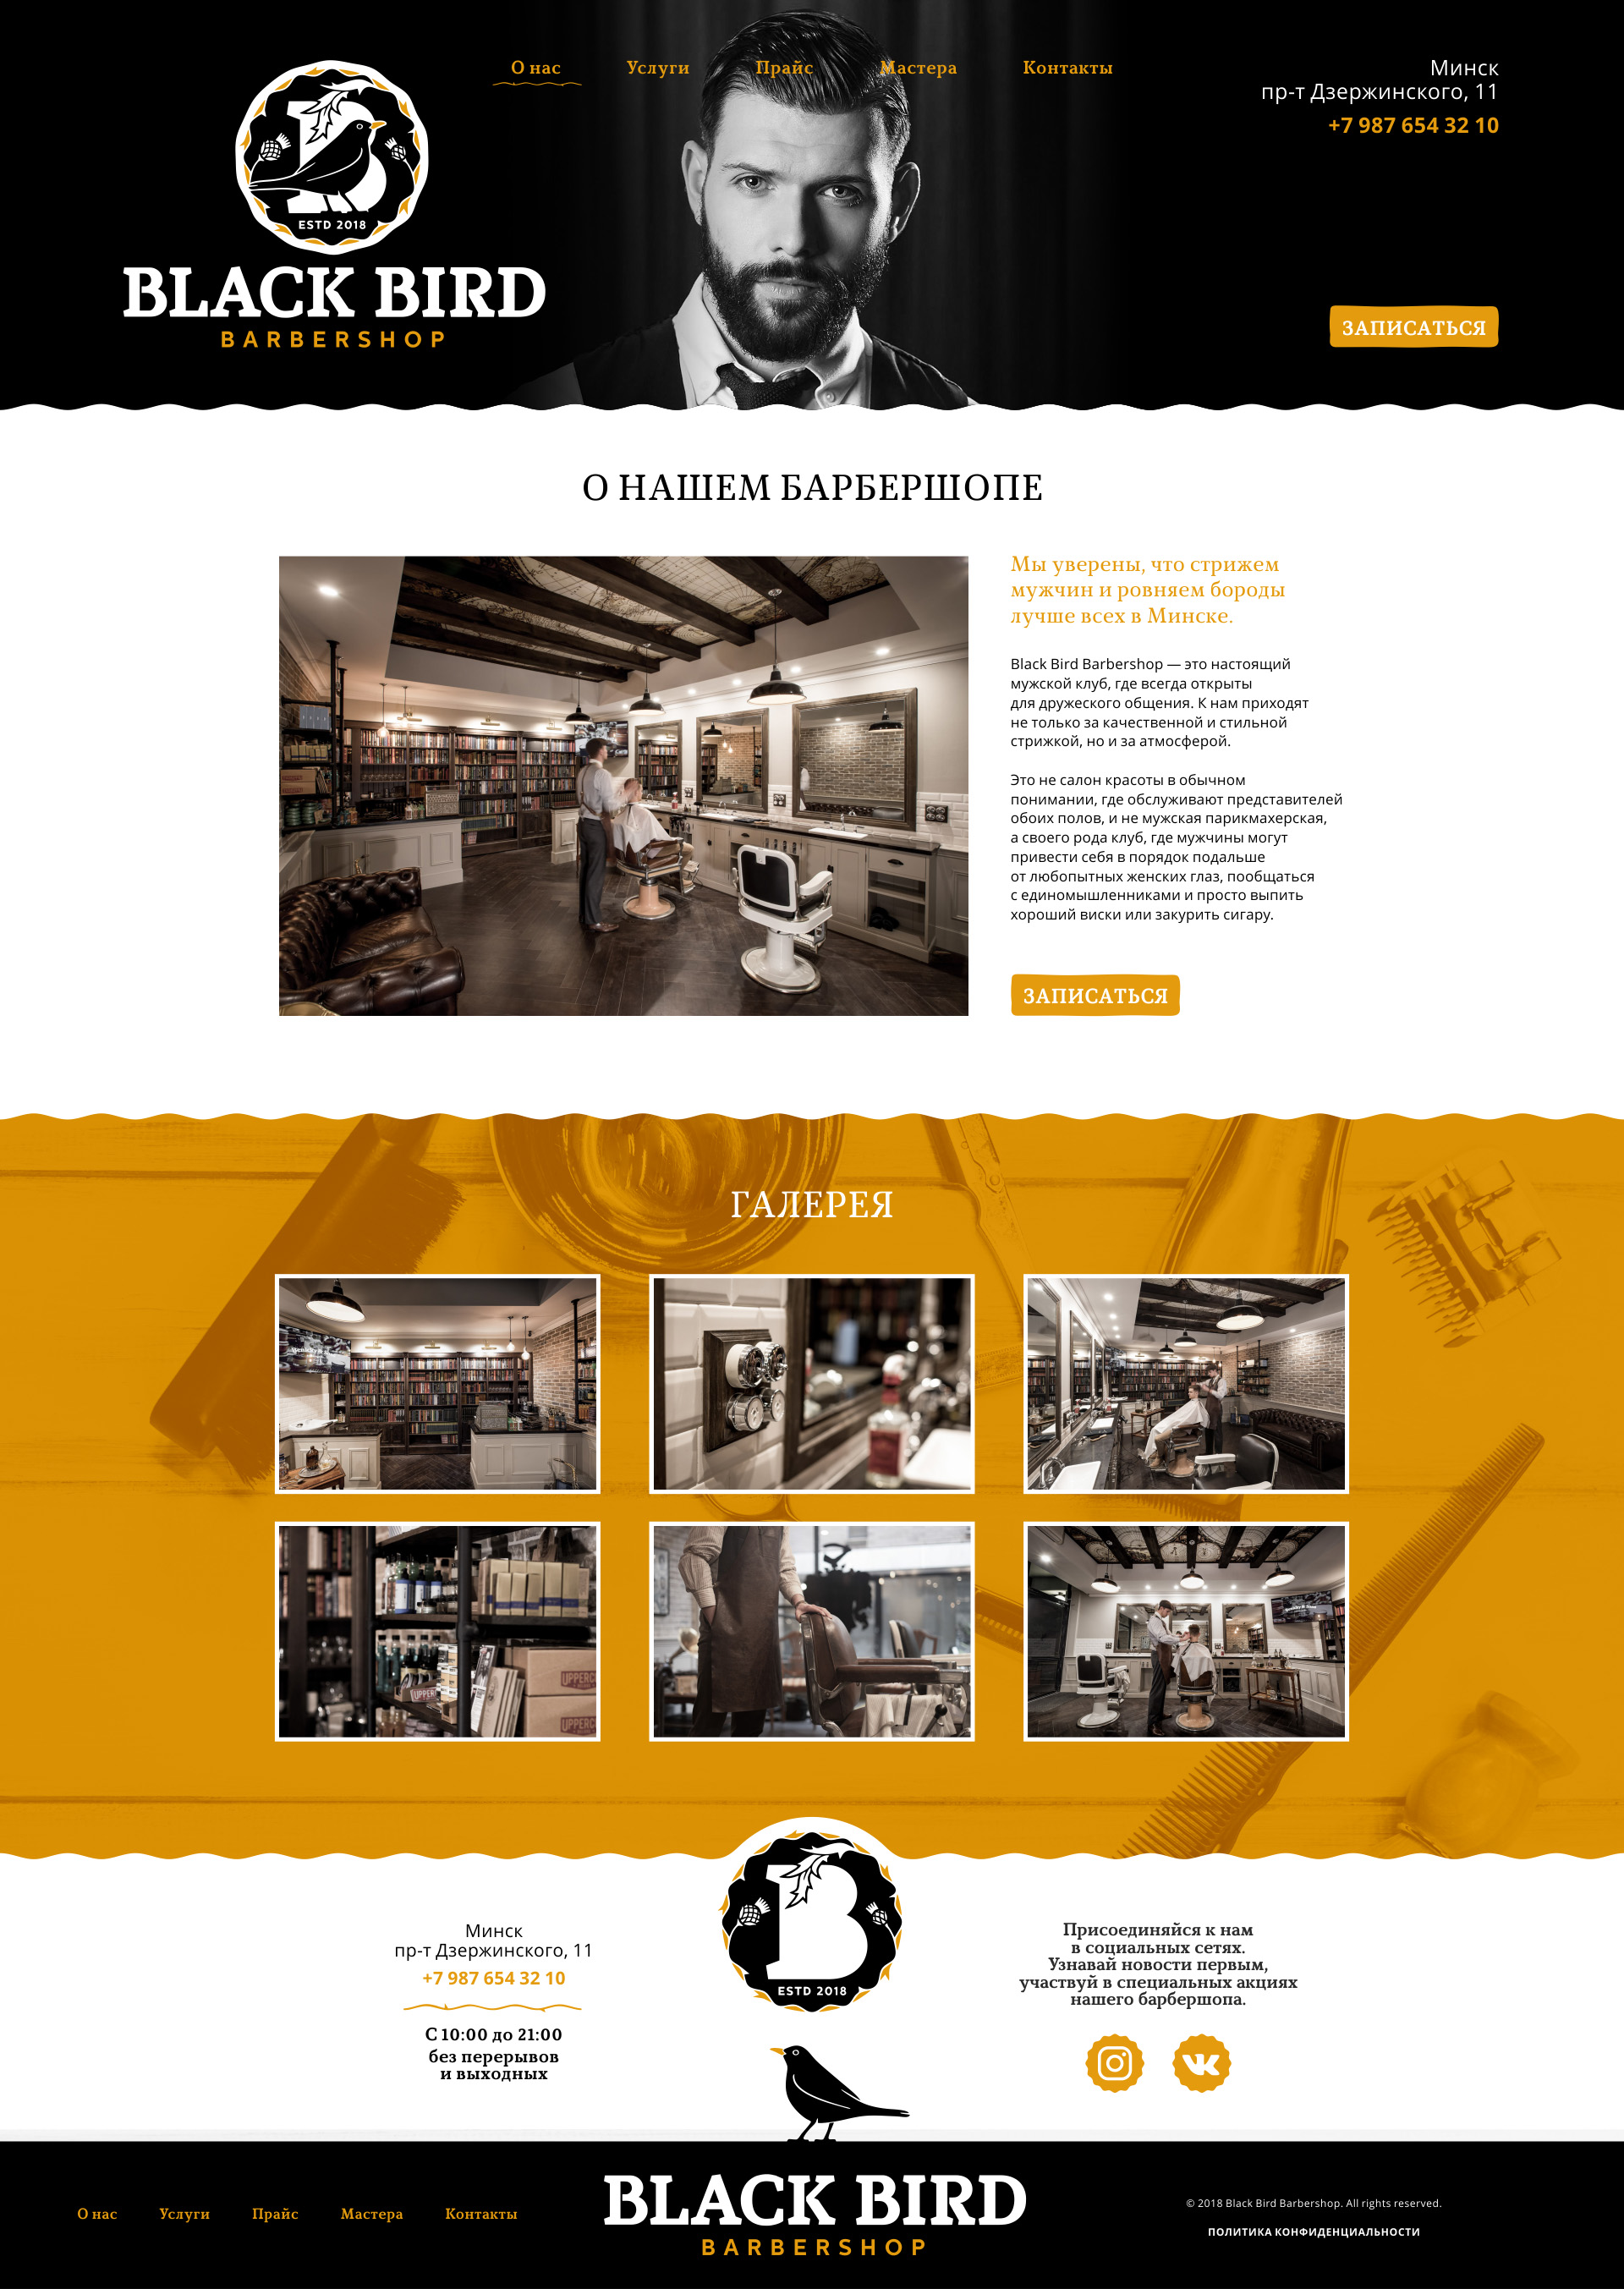 О нас
Услуги
Прайс
Мастера
Контакты
Минск
пр-т Дзержинского, 11
+7 987 654 32 10
ESTD 2018
BLACK BIRD
BARBERSHOP
ЗАПИСАТЬСЯ
О НАШЕМ БАРБЕРШОПЕ
Мы уверены, что стрижем
мужчин и ровняем бороды
лучше всех в Минске.
Black Bird Barbershop — это настоящий
мужской клуб, где всегда открыты
для дружеского общения. К нам приходят
не только за качественной и стильной
стрижкой, но и за атмосферой.
Это не салон красоты в обычном
понимании, где обслуживают представителей
обоих полов, и не мужская парикмахерская,
а своего рода клуб, где мужчины могут
привести себя в порядок подальше
от любопытных женских глаз, пообщаться
с единомышленниками и просто выпить
хороший виски или закурить сигару.
ЗАПИСАТЬСЯ
ГАЛЕРЕЯ
B
ESTD 2018
Минск
пр-т Дзержинского, 11
+7 987 654 32 10
С 10:00 до 21:00
без перерывов
и выходных
Присоединяйся к нам
в социальных сетях.
Узнавай новости первым,
участвуй в специальных акциях
нашего барбершопа.
О нас
Услуги
Прайс
Мастера
Контакты
BLACK BIRD
BARBERSHOP
© 2018 Black Bird Barbershop. All rights reserved.
ПОЛИТИКА КОНФИДЕНЦИАЛЬНОСТИ